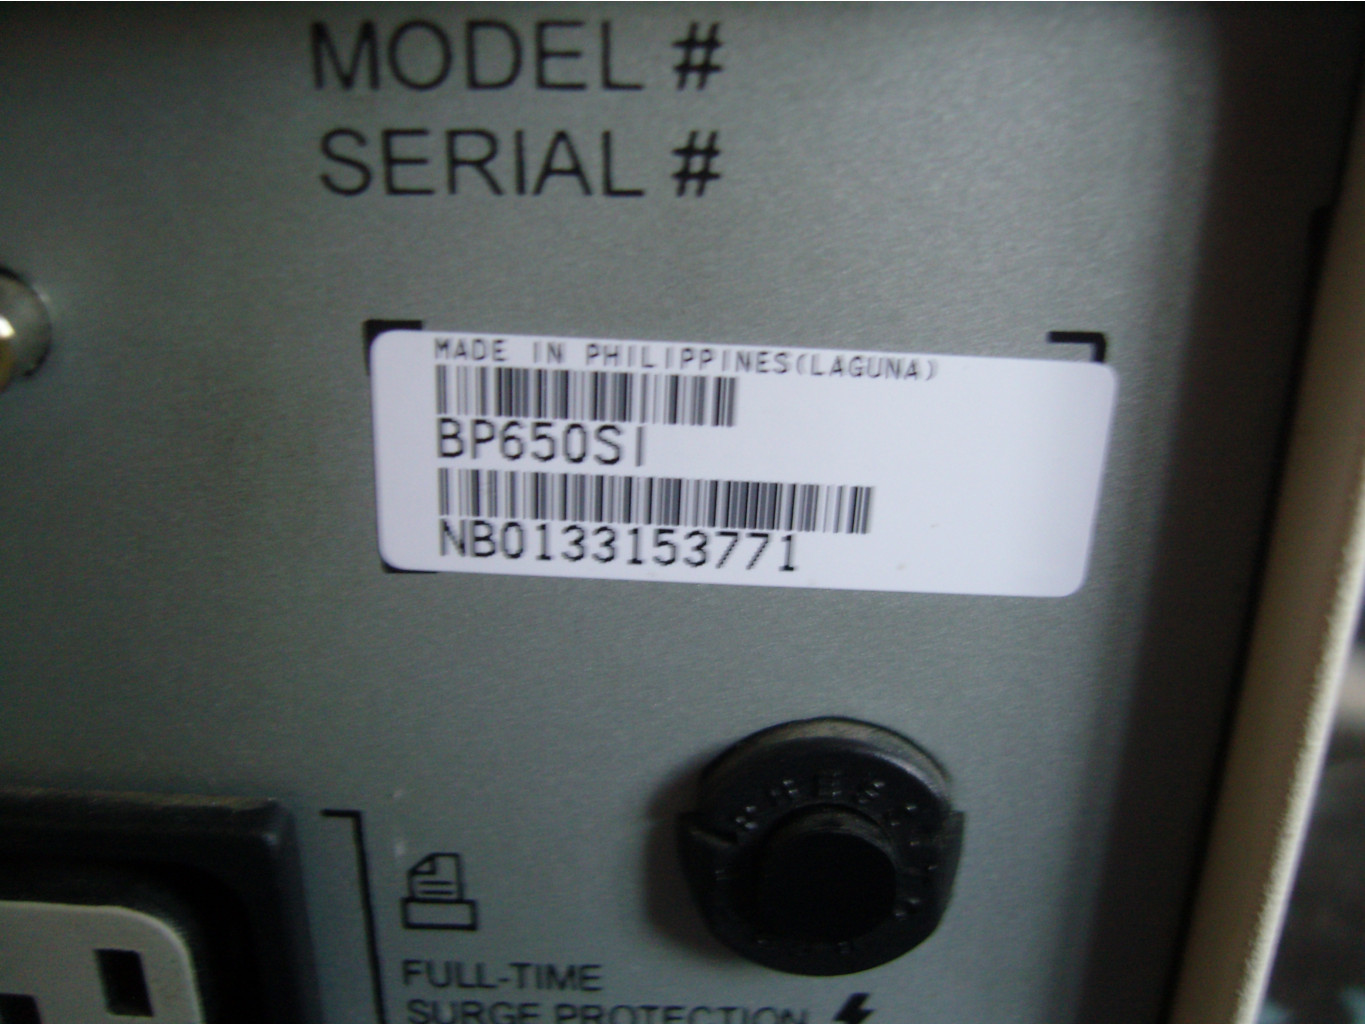 MODEL #
SERIAL #
MADE IN PHILIPPINES(LAGUNA)
BP650SI
NB0133153771
FULL-TIME
SURGE PROTECTION